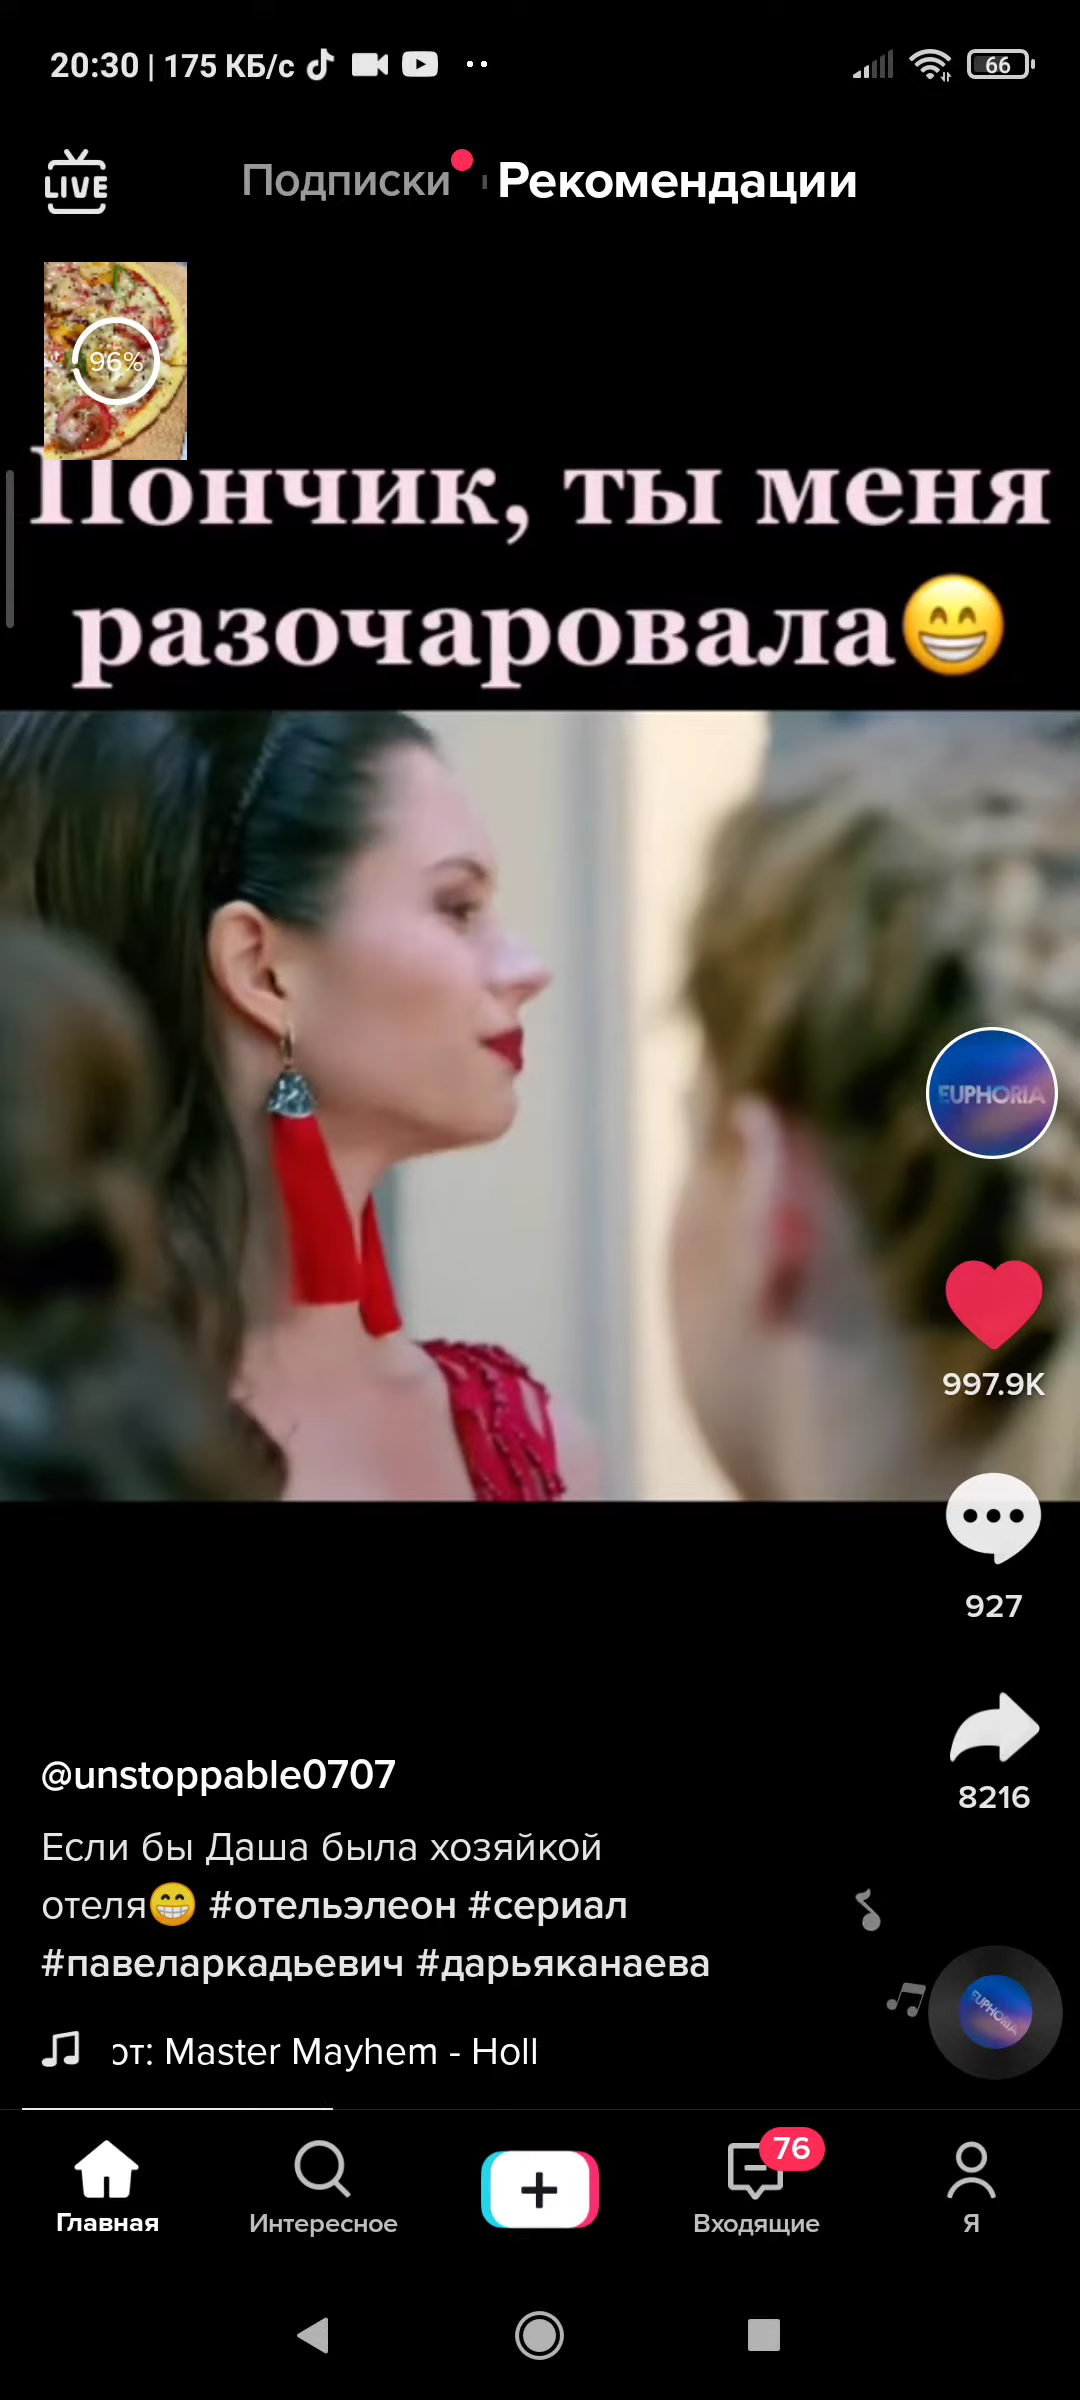 20:30 | 175 КБ/с
66
LIVE
Подписки Рекомендации
96%
Пончик, ты меня
разочаровала😁
EUPHORIA
997.9K
927
8216
@unstoppable0707
Если бы Даша была хозяйкой
отеля😁 #отельэлеон #сериал
#павеларкадьевич #дарьяканаева
от: Master Mayhem - Holl
EUPHORIA
76
Главная
Интересное
Входящие
Я